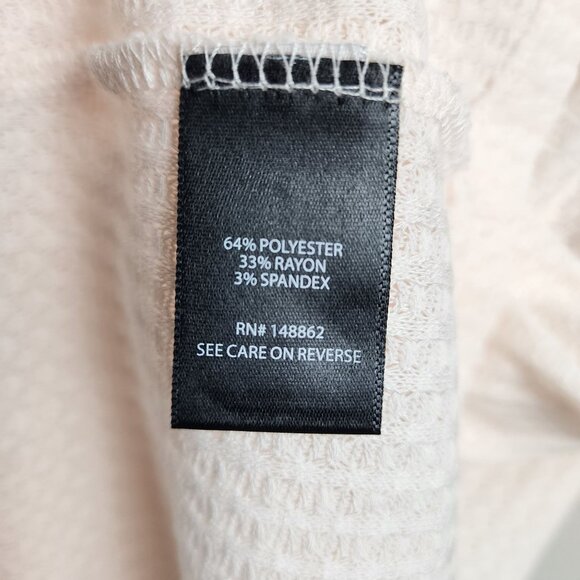 64% POLYESTER
33% RAYON
3% SPANDEX
RN# 148862
SEE CARE ON REVERSE